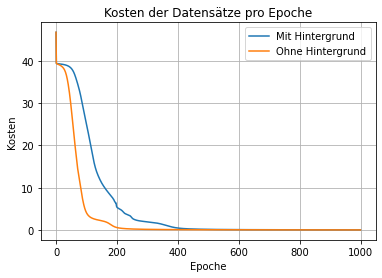 Kosten der Datensätze pro Epoche
Mit Hintergrund
Ohne Hintergrund
Kosten
40
30
20
10
0
0 200 400 600 800 1000
Epoche